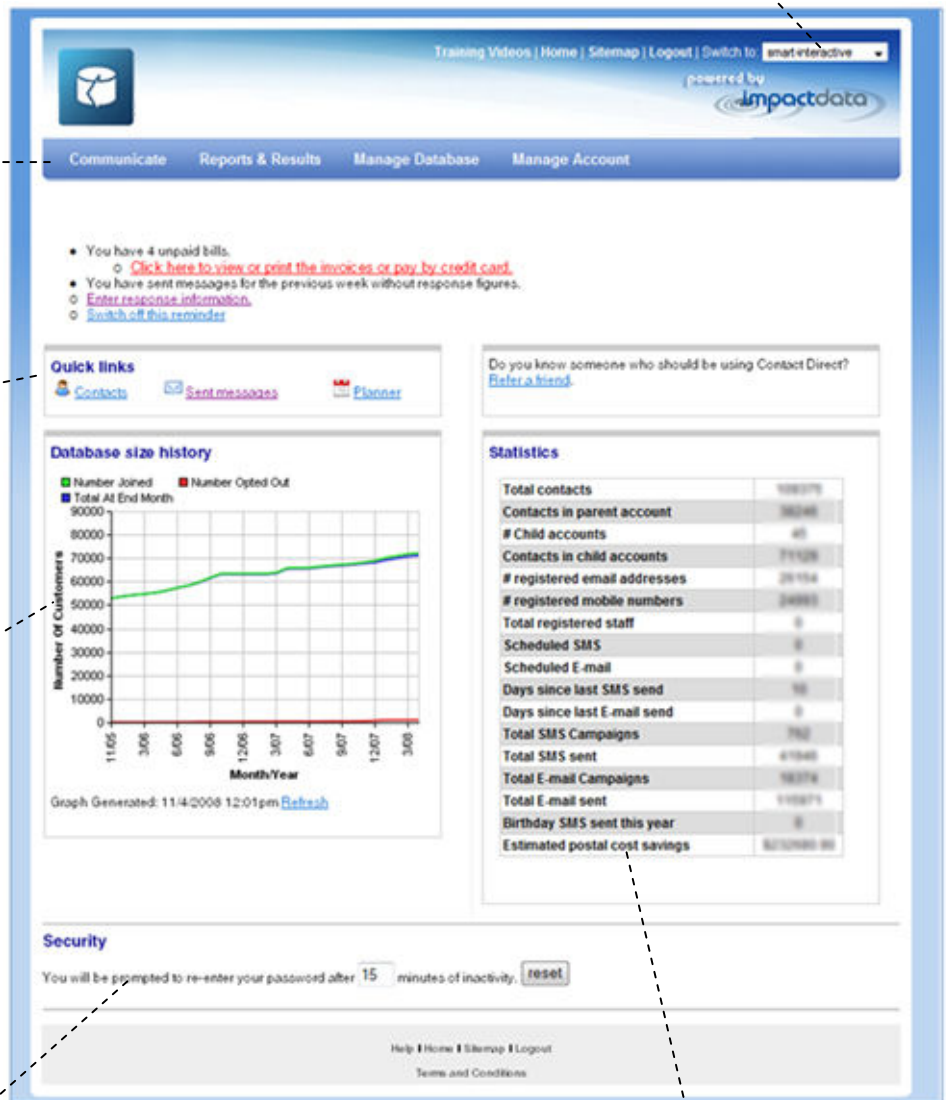 Training Videos | Home | Sitemap | Logout | Switch to: smart-interactive
powered by
impactdata
Communicate Reports & Results Manage Database Manage Account
• You have 4 unpaid bills.
o Click here to view or print the invoices or pay by credit card.
• You have sent messages for the previous week without response figures.
o Enter response information.
o Switch off this reminder
Quick links
Contacts Sent messages Planner
Do you know someone who should be using Contact Direct?
Refer a friend.
Database size history
Number Joined Number Opted Out
Total At End Month
90000
80000
70000
60000
50000
40000
30000
20000
10000
0
Number Of Customers
11/05 3/06 6/06 9/06 12/06 3/07 6/07 9/07 12/07 3/08
Month/Year
Graph Generated: 11/4/2008 12:01pm Refresh
Statistics
Total contacts
Contacts in parent account
# Child accounts
Contacts in child accounts
# registered email addresses
# registered mobile numbers
Total registered staff
Scheduled SMS
Scheduled E-mail
Days since last SMS send
Days since last E-mail send
Total SMS Campaigns
Total SMS sent
Total E-mail Campaigns
Total E-mail sent
Birthday SMS sent this year
Estimated postal cost savings
Security
You will be prompted to re-enter your password after 15 minutes of inactivity. reset
Help | Home | Sitemap | Logout
Terms and Conditions